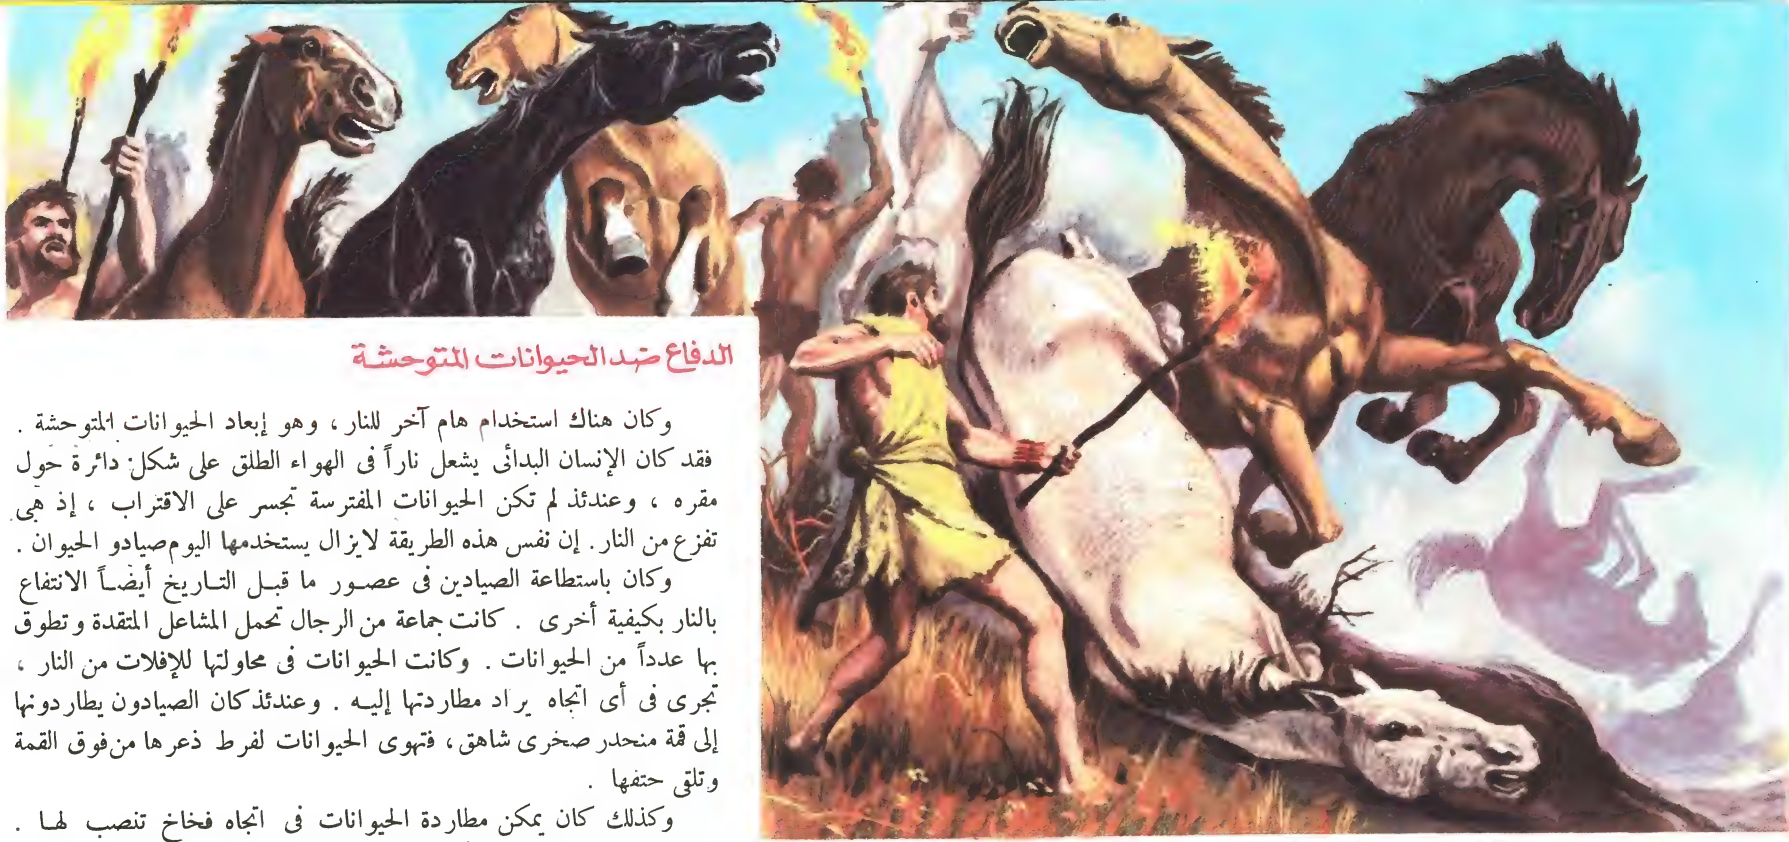 الدفاع ضد الحيوانات المتوحشة
وكان هناك استخدام هام آخر للنار ، وهو إبعاد الحيوانات المتوحشة .
فقد كان الإنسان البدائى يشعل ناراً فى الهواء الطلق على شكل دائرة حول
مقره ، وعندئذ لم تكن الحيوانات المفترسة تجسر على الاقتراب ، إذ هى
تفزع من النار . إن نفس هذه الطريقة لايزال يستخدمها اليوم صيادو الحيوان .
وكان باستطاعة الصيادين فى عصور ما قبل التاريخ أيضاً الانتفاع
بالنار بكيفية أخرى . كانت جماعة من الرجال تحمل المشاعل المتقدة وتطوق
بها عدداً من الحيوانات . وكانت الحيوانات فى محاولتها للإفلات من النار ،
تجرى فى أى اتجاه يراد مطاردتها إليه . وعندئذ كان الصيادون يطاردونها
إلى قمة منحدر صخرى شاهق ، فتهوى الحيوانات لفرط ذعرها من فوق القمة
وتلقى حتفها .
وكذلك كان يمكن مطاردة الحيوانات فى اتجاه فخاخ تنصب لها .